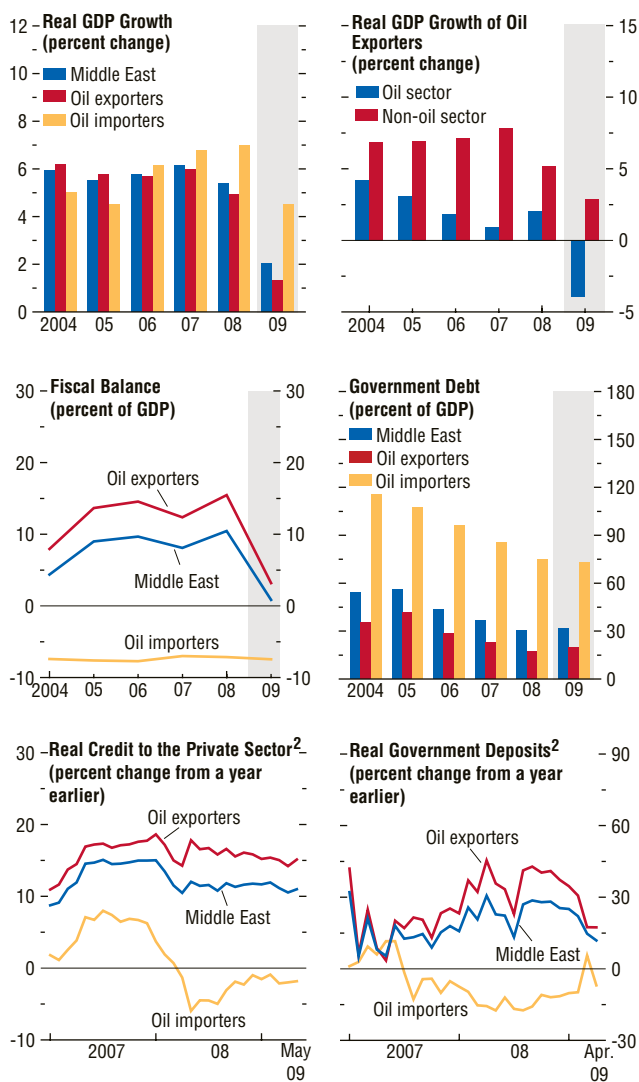 Real GDP Growth
(percent change)
Middle East
Oil exporters
Oil importers
12
10
8
6
4
2
0
2004 05 06 07 08 09
Real GDP Growth of Oil
Exporters
(percent change)
Oil sector
Non-oil sector
15
10
5
0
-5
2004 05 06 07 08 09
Fiscal Balance
(percent of GDP)
30
20
10
0
-10
30
20
10
0
-10
Oil exporters
Middle East
Oil importers
2004 05 06 07 08 09
Government Debt
(percent of GDP)
Middle East
Oil exporters
Oil importers
180
150
120
90
60
30
0
2004 05 06 07 08 09
Real Credit to the Private Sector2
(percent change from a year
earlier)
30
20
10
0
-10
Oil exporters
Middle East
Oil importers
2007 08 May
09
Real Government Deposits2
(percent change from a year
earlier)
90
60
30
0
-30
Oil exporters
Middle East
Oil importers
2007 08 Apr.
09